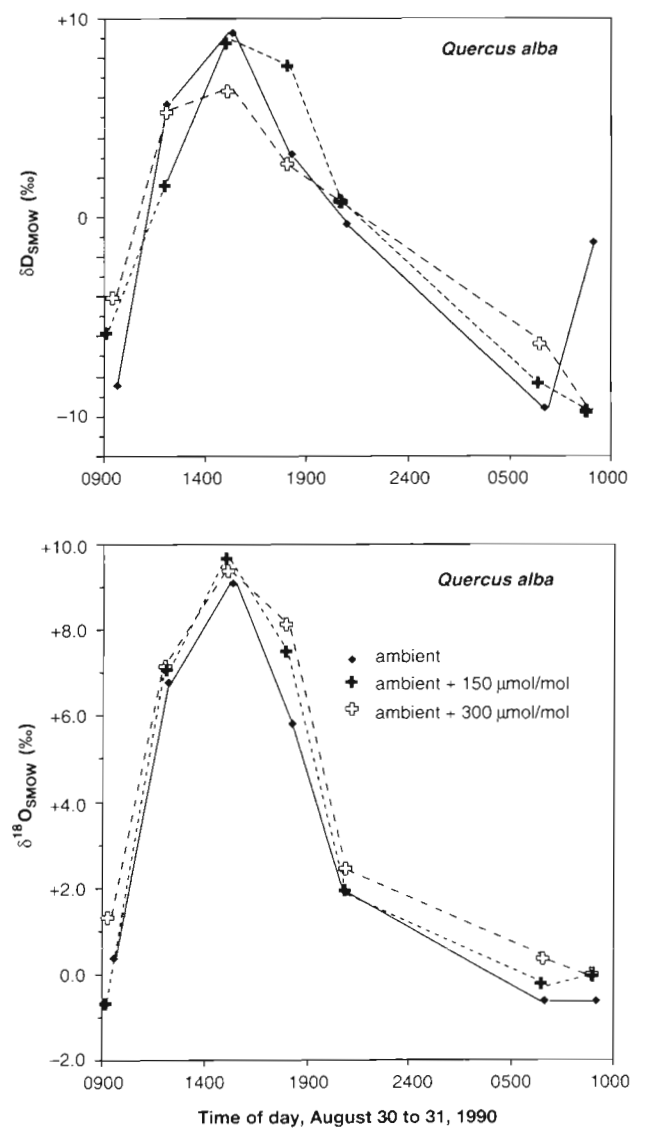 +10
Quercus alba
0
−10
δD_SMOW (‰)
0900 1400 1900 2400 0500 1000
+10.0
Quercus alba
+8.0
ambient
ambient + 150 µmol/mol
ambient + 300 µmol/mol
+6.0
+4.0
+2.0
0.0
−2.0
δ¹⁸O_SMOW (‰)
0900 1400 1900 2400 0500 1000
Time of day, August 30 to 31, 1990